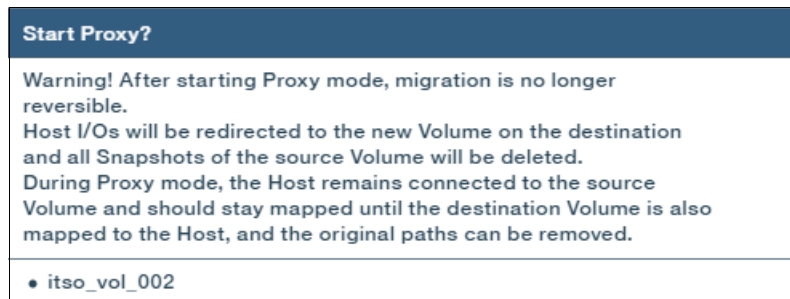 Start Proxy?
Warning! After starting Proxy mode, migration is no longer
reversible.
Host I/Os will be redirected to the new Volume on the destination
and all Snapshots of the source Volume will be deleted.
During Proxy mode, the Host remains connected to the source
Volume and should stay mapped until the destination Volume is also
mapped to the Host, and the original paths can be removed.
• itso_vol_002